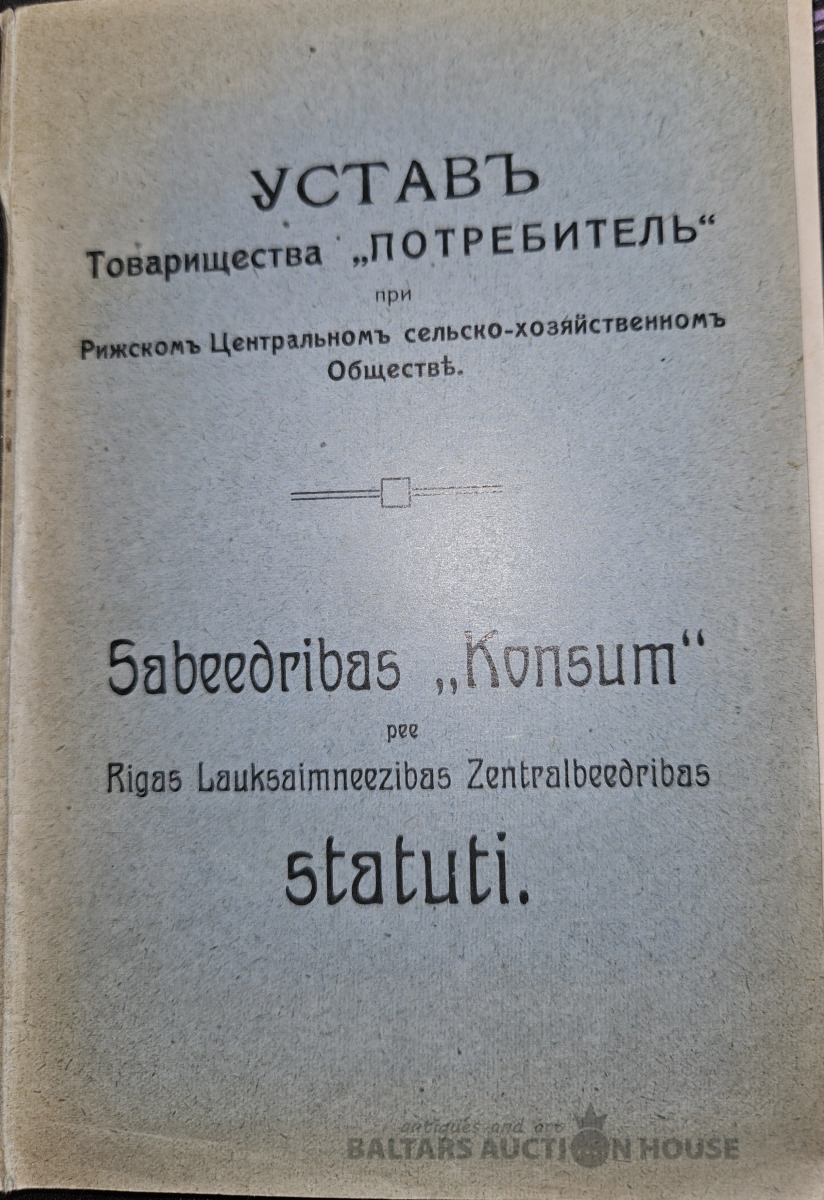 УСТАВЪ
Товарищества „ПОТРЕБИТЕЛЬ“
при
Рижскомъ Центральномъ сельско-хозяйственномъ
Обществѣ.
Sabeedribas „Konsum“
pee
Rigas Lauksaimneezibas Zentralbeedribas
statuti.
antiques and art
BALTARS AUCTION HOUSE